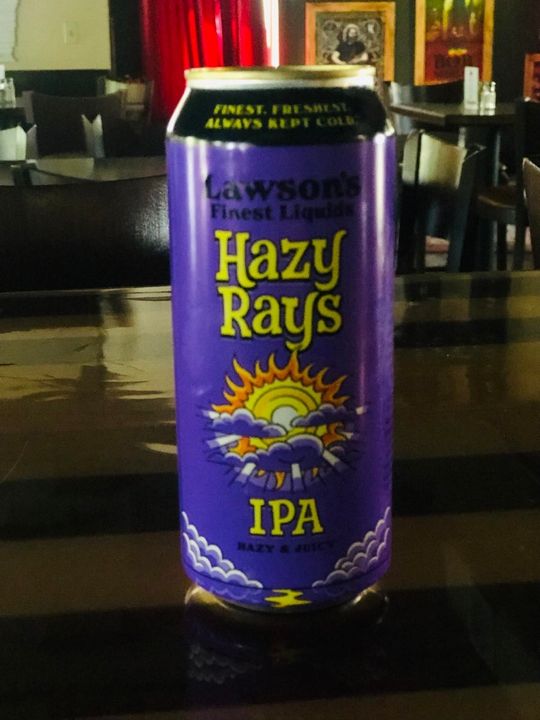 FINEST. FRESHEST.
ALWAYS KEPT COLD.
Lawson's
Finest Liquids
Hazy
Rays
IPA
HAZY & JUICY